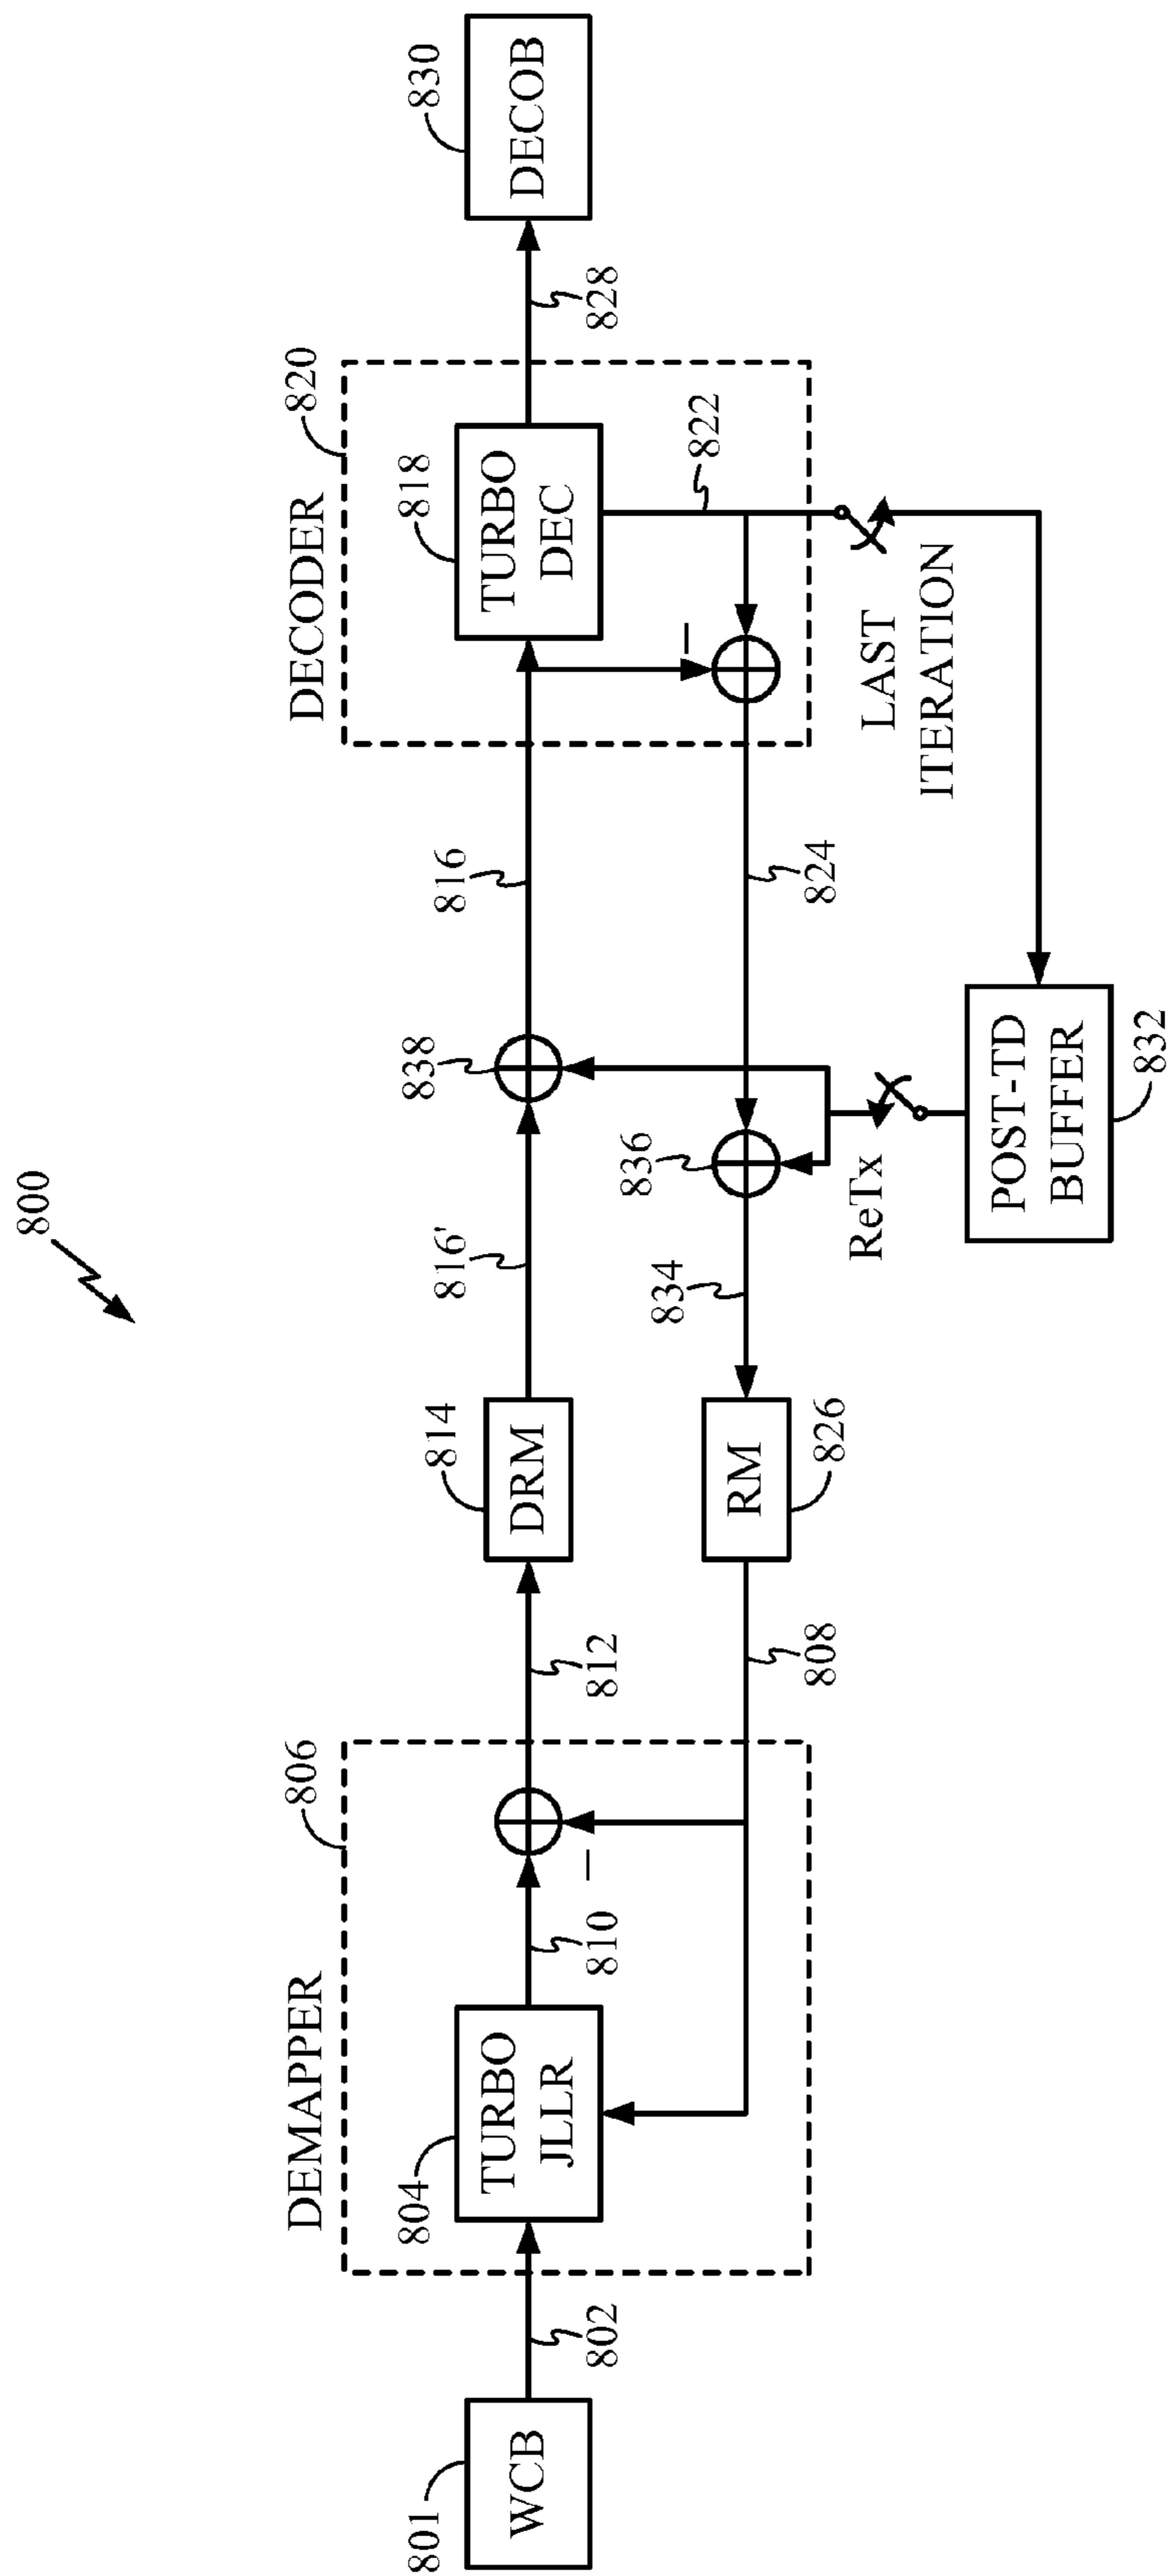 800
DEMAPPER
806
DECODER
820
801
WCB
802
804
TURBO
JLLR
810
–
812
814
DRM
816'
838
816
818
TURBO
DEC
828
830
DECOB
808
826
RM
834
836
824
–
822
ReTx
LAST
ITERATION
POST-TD
BUFFER
832